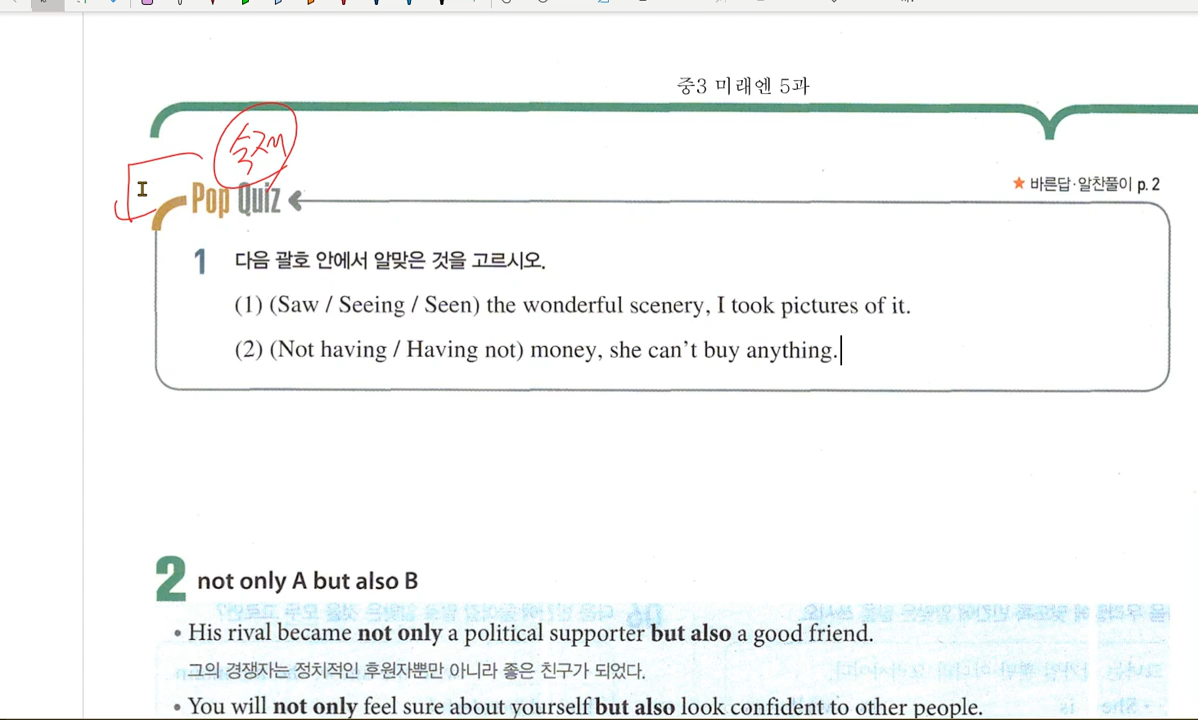 중3 미래엔 5과
숙제
Pop Quiz
★ 바른답·알찬풀이 p. 2
1 다음 괄호 안에서 알맞은 것을 고르시오.
(1) (Saw / Seeing / Seen) the wonderful scenery, I took pictures of it.
(2) (Not having / Having not) money, she can’t buy anything.
2 not only A but also B
• His rival became not only a political supporter but also a good friend.
그의 경쟁자는 정치적인 후원자뿐만 아니라 좋은 친구가 되었다.
• You will not only feel sure about yourself but also look confident to other people.